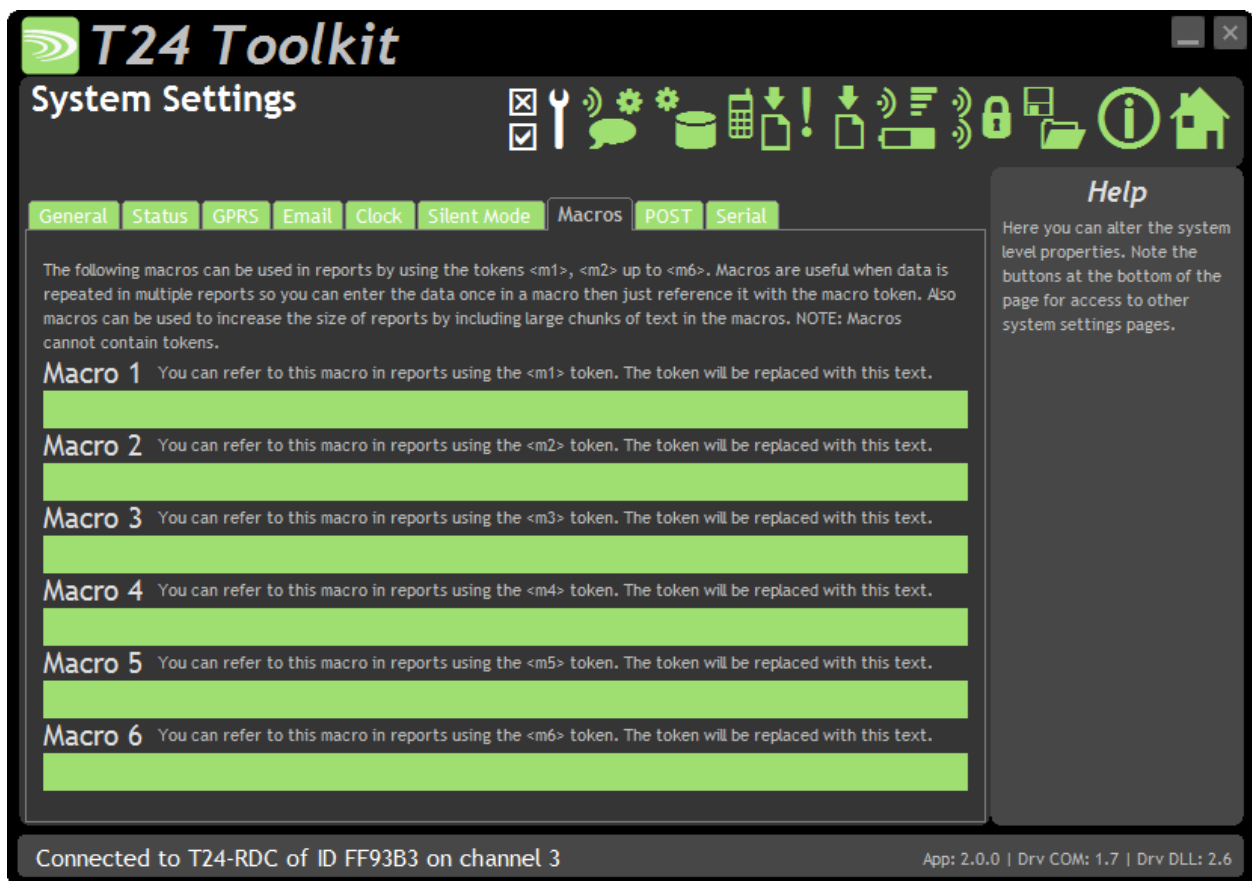 T24 Toolkit
System Settings
General Status GPRS Email Clock Silent Mode Macros POST Serial
The following macros can be used in reports by using the tokens <m1>, <m2> up to <m6>. Macros are useful when data is
repeated in multiple reports so you can enter the data once in a macro then just reference it with the macro token. Also
macros can be used to increase the size of reports by including large chunks of text in the macros. NOTE: Macros
cannot contain tokens.
Macro 1 You can refer to this macro in reports using the <m1> token. The token will be replaced with this text.
Macro 2 You can refer to this macro in reports using the <m2> token. The token will be replaced with this text.
Macro 3 You can refer to this macro in reports using the <m3> token. The token will be replaced with this text.
Macro 4 You can refer to this macro in reports using the <m4> token. The token will be replaced with this text.
Macro 5 You can refer to this macro in reports using the <m5> token. The token will be replaced with this text.
Macro 6 You can refer to this macro in reports using the <m6> token. The token will be replaced with this text.
Help
Here you can alter the system
level properties. Note the
buttons at the bottom of the
page for access to other
system settings pages.
Connected to T24-RDC of ID FF93B3 on channel 3
App: 2.0.0 | Drv COM: 1.7 | Drv DLL: 2.6